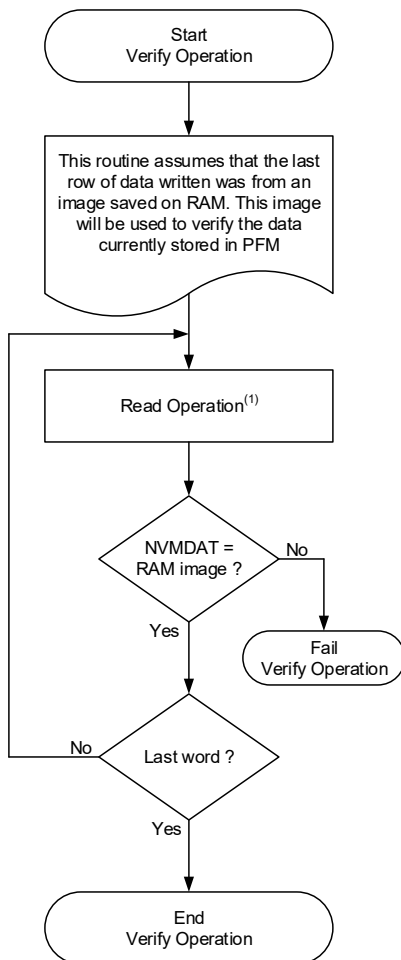 Start
Verify Operation
This routine assumes that the last
row of data written was from an
image saved on RAM. This image
will be used to verify the data
currently stored in PFM
Read Operation(1)
NVMDAT =
RAM image ?
No
Yes
Fail
Verify Operation
No
Last word ?
Yes
End
Verify Operation